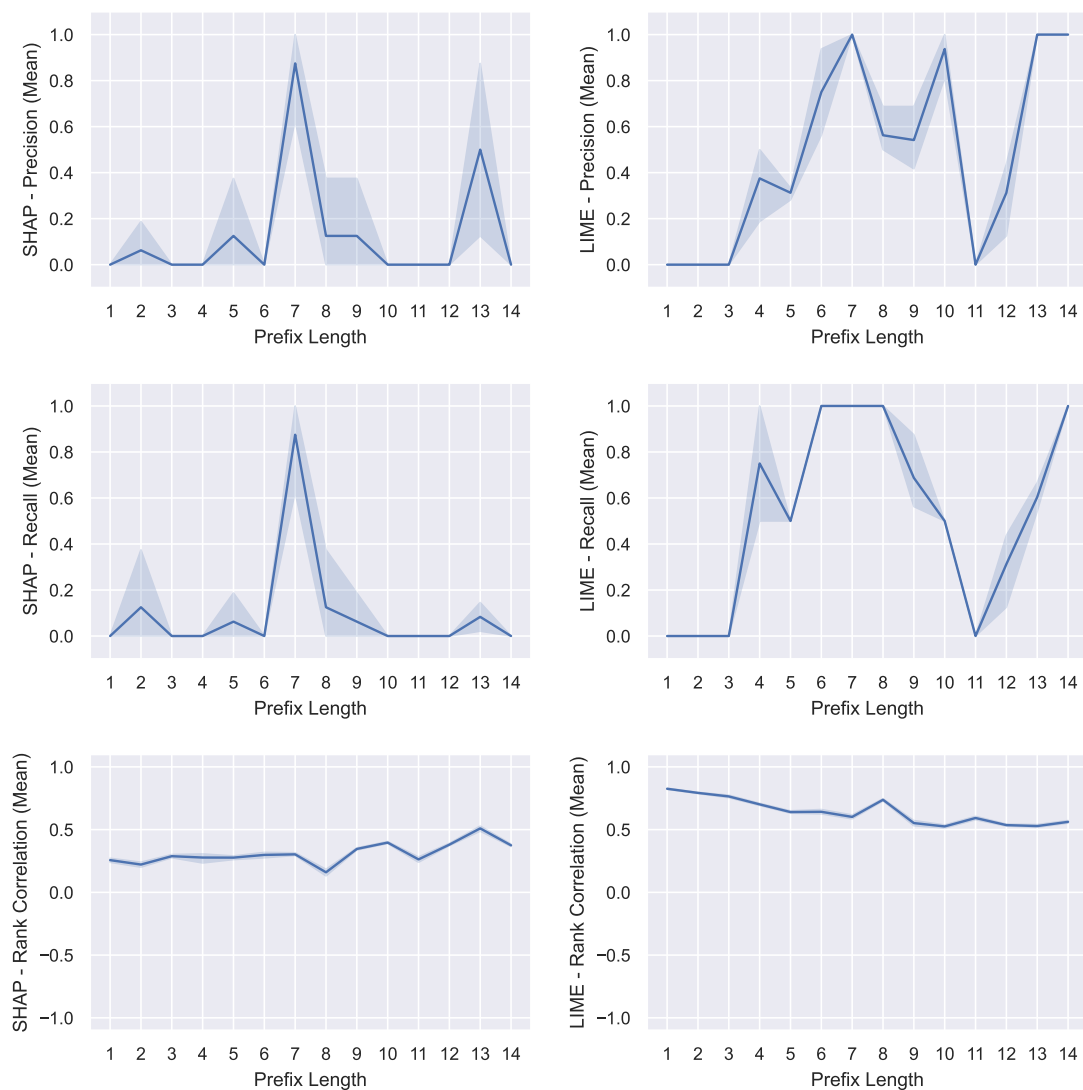 SHAP - Precision (Mean)
1.0
0.8
0.6
0.4
0.2
0.0
1 2 3 4 5 6 7 8 9 10 11 12 13 14
Prefix Length
LIME - Precision (Mean)
1.0
0.8
0.6
0.4
0.2
0.0
1 2 3 4 5 6 7 8 9 10 11 12 13 14
Prefix Length
SHAP - Recall (Mean)
1.0
0.8
0.6
0.4
0.2
0.0
1 2 3 4 5 6 7 8 9 10 11 12 13 14
Prefix Length
LIME - Recall (Mean)
1.0
0.8
0.6
0.4
0.2
0.0
1 2 3 4 5 6 7 8 9 10 11 12 13 14
Prefix Length
SHAP - Rank Correlation (Mean)
1.0
0.5
0.0
−0.5
−1.0
1 2 3 4 5 6 7 8 9 10 11 12 13 14
Prefix Length
LIME - Rank Correlation (Mean)
1.0
0.5
0.0
−0.5
−1.0
1 2 3 4 5 6 7 8 9 10 11 12 13 14
Prefix Length